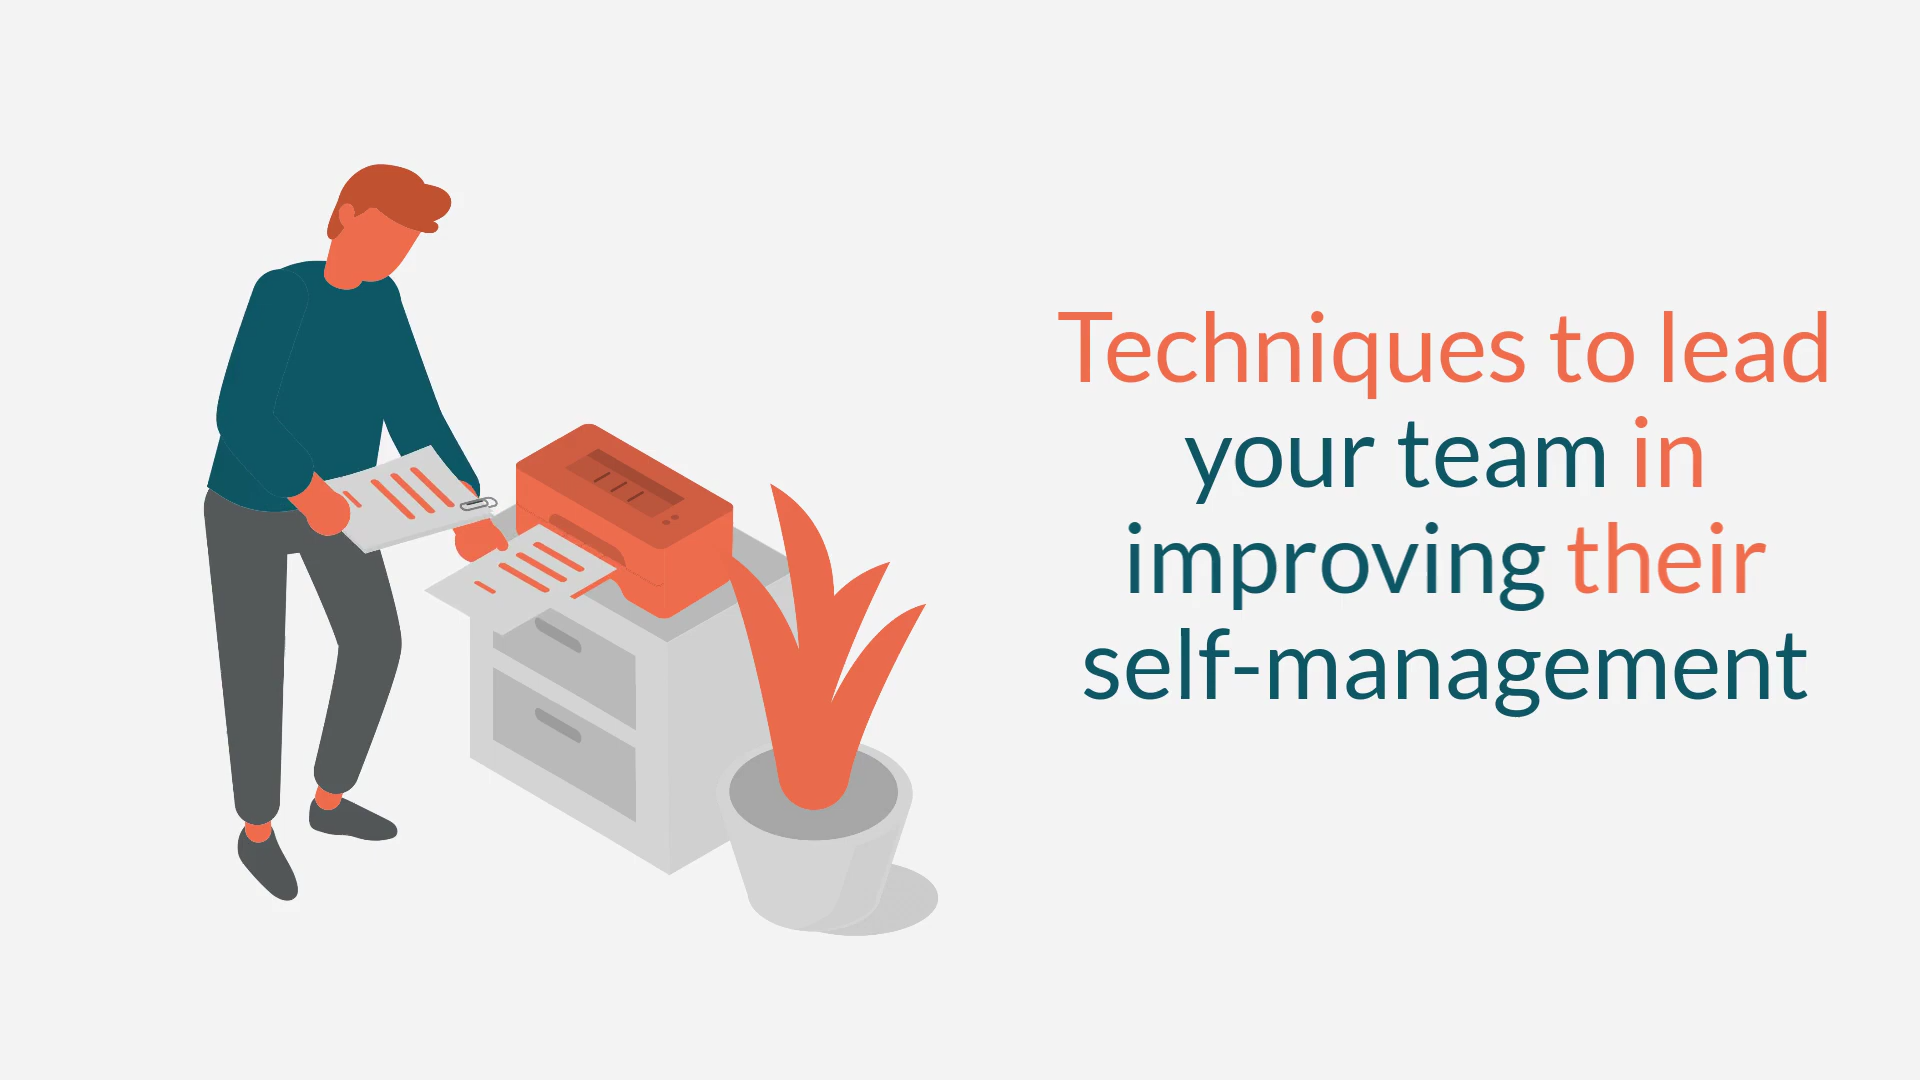 Techniques to lead
your team in
improving their
self-management